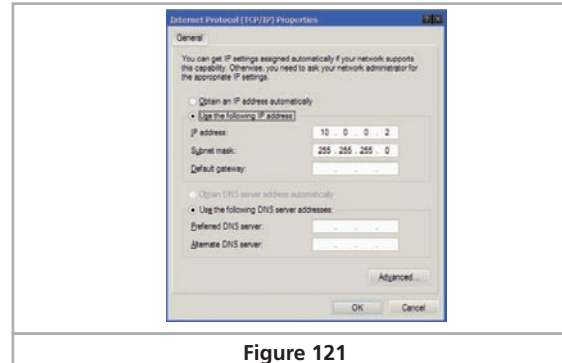 Internet Protocol (TCP/IP) Properties
General
You can get IP settings assigned automatically if your network supports
this capability. Otherwise, you need to ask your network administrator for
the appropriate IP settings.
Obtain an IP address automatically
Use the following IP address:
IP address: 10 . 0 . 0 . 2
Subnet mask: 255 . 255 . 255 . 0
Default gateway: . . .
Obtain DNS server address automatically
Use the following DNS server addresses:
Preferred DNS server: . . .
Alternate DNS server: . . .
Advanced...
OK Cancel
Figure 121